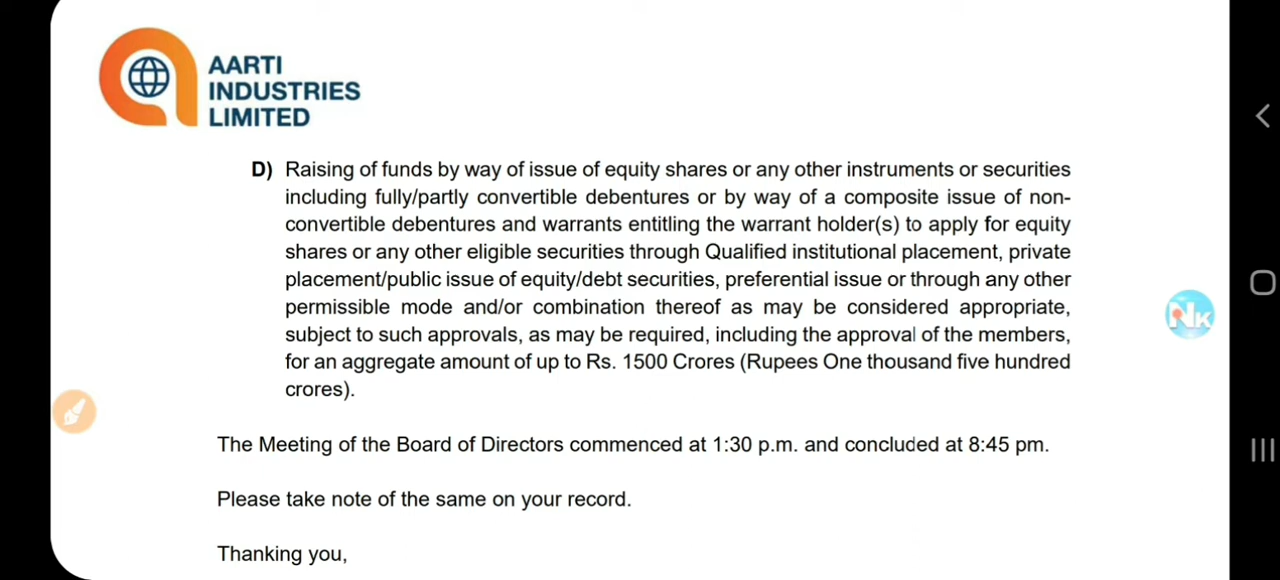 AARTI
INDUSTRIES
LIMITED
D) Raising of funds by way of issue of equity shares or any other instruments or securities
including fully/partly convertible debentures or by way of a composite issue of non-
convertible debentures and warrants entitling the warrant holder(s) to apply for equity
shares or any other eligible securities through Qualified institutional placement, private
placement/public issue of equity/debt securities, preferential issue or through any other
permissible mode and/or combination thereof as may be considered appropriate,
subject to such approvals, as may be required, including the approval of the members,
for an aggregate amount of up to Rs. 1500 Crores (Rupees One thousand five hundred
crores).
NK
The Meeting of the Board of Directors commenced at 1:30 p.m. and concluded at 8:45 pm.
Please take note of the same on your record.
Thanking you,